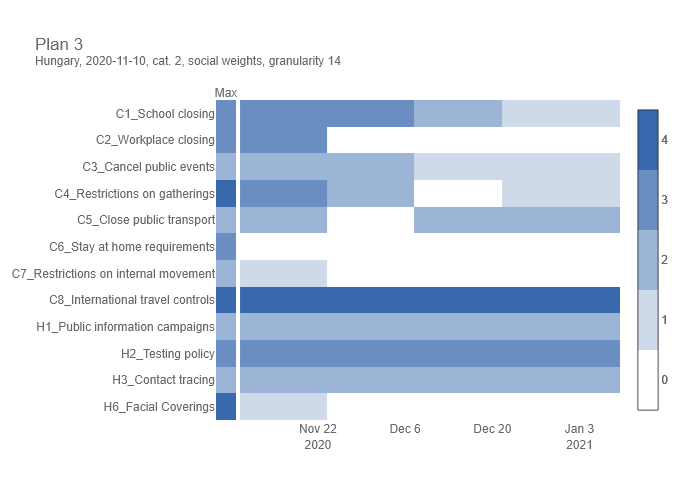 Plan 3
Hungary, 2020-11-10, cat. 2, social weights, granularity 14
Max
C1_School closing
C2_Workplace closing
C3_Cancel public events
C4_Restrictions on gatherings
C5_Close public transport
C6_Stay at home requirements
C7_Restrictions on internal movement
C8_International travel controls
H1_Public information campaigns
H2_Testing policy
H3_Contact tracing
H6_Facial Coverings
4
3
2
1
0
Nov 22 Dec 6 Dec 20 Jan 3
2020 2021